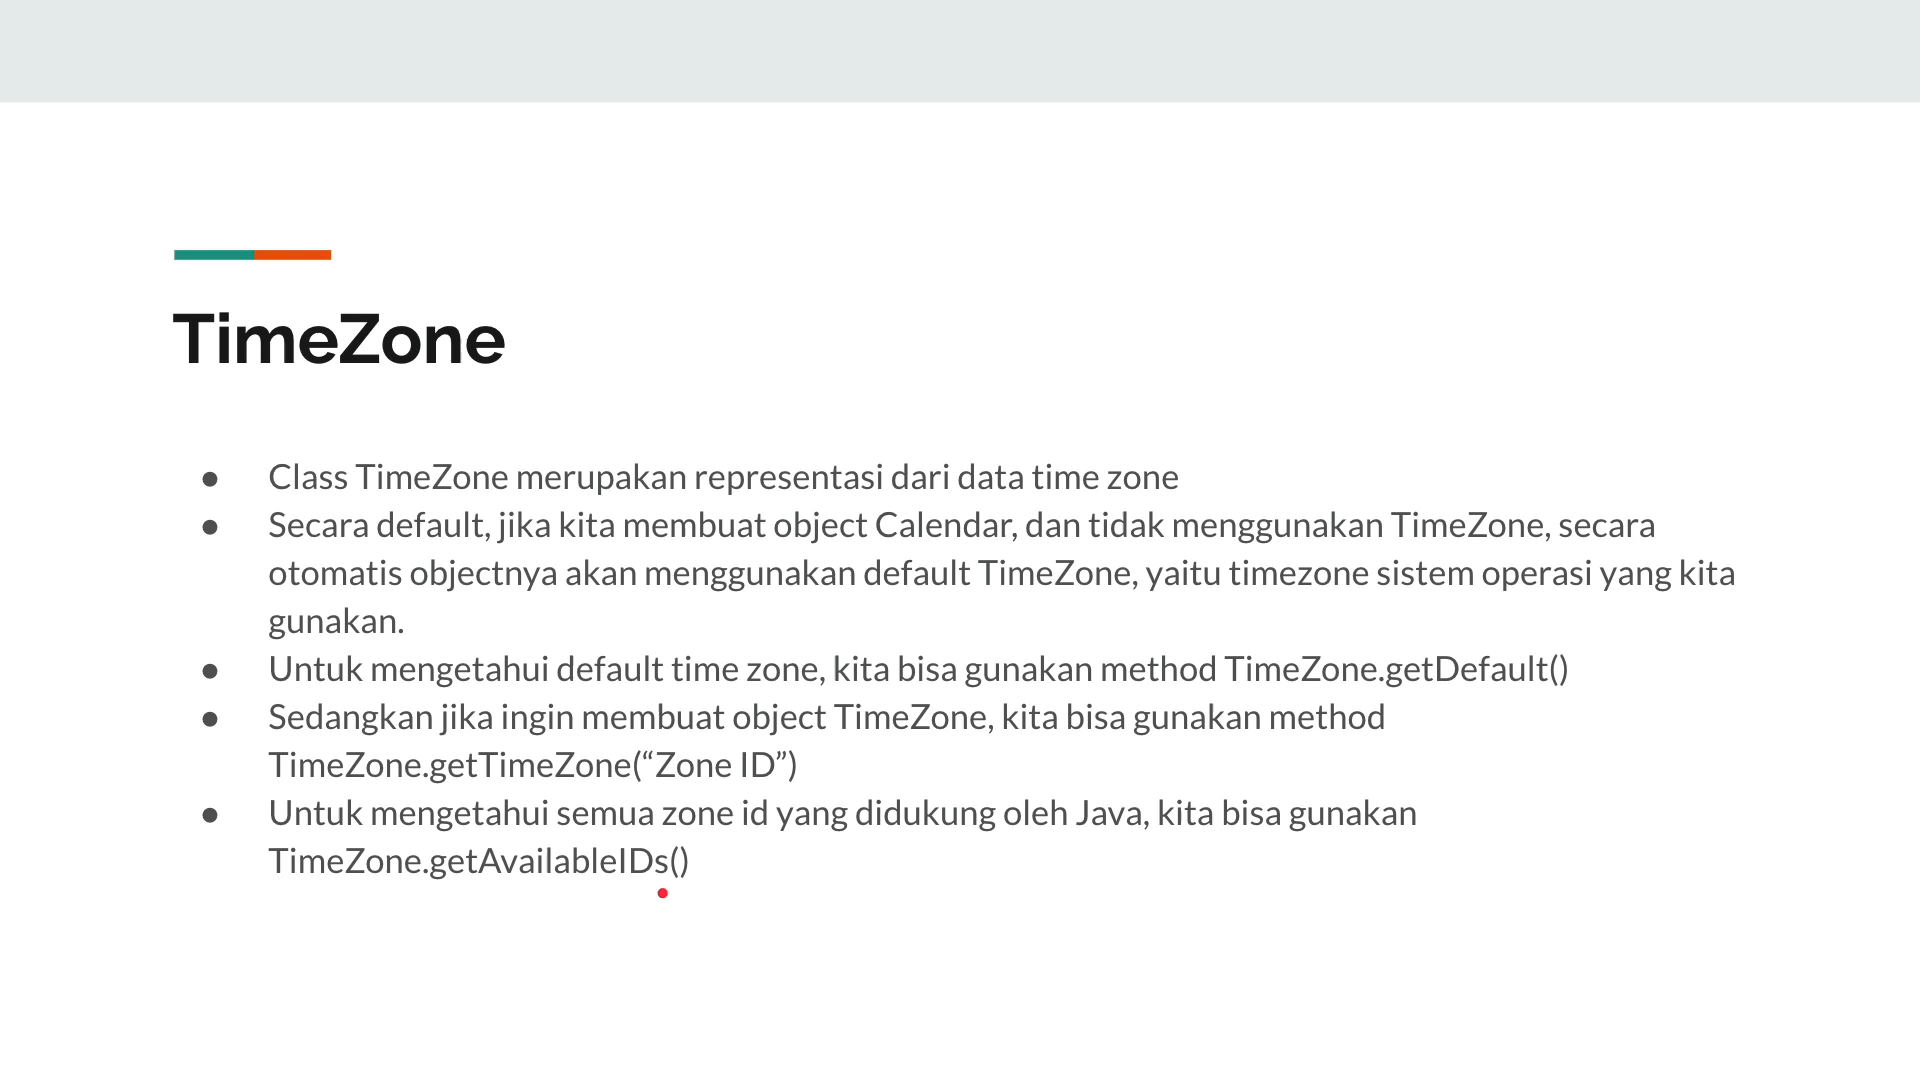 TimeZone
● Class TimeZone merupakan representasi dari data time zone
● Secara default, jika kita membuat object Calendar, dan tidak menggunakan TimeZone, secara
otomatis objectnya akan menggunakan default TimeZone, yaitu timezone sistem operasi yang kita
gunakan.
● Untuk mengetahui default time zone, kita bisa gunakan method TimeZone.getDefault()
● Sedangkan jika ingin membuat object TimeZone, kita bisa gunakan method
TimeZone.getTimeZone(“Zone ID”)
● Untuk mengetahui semua zone id yang didukung oleh Java, kita bisa gunakan
TimeZone.getAvailableIDs()